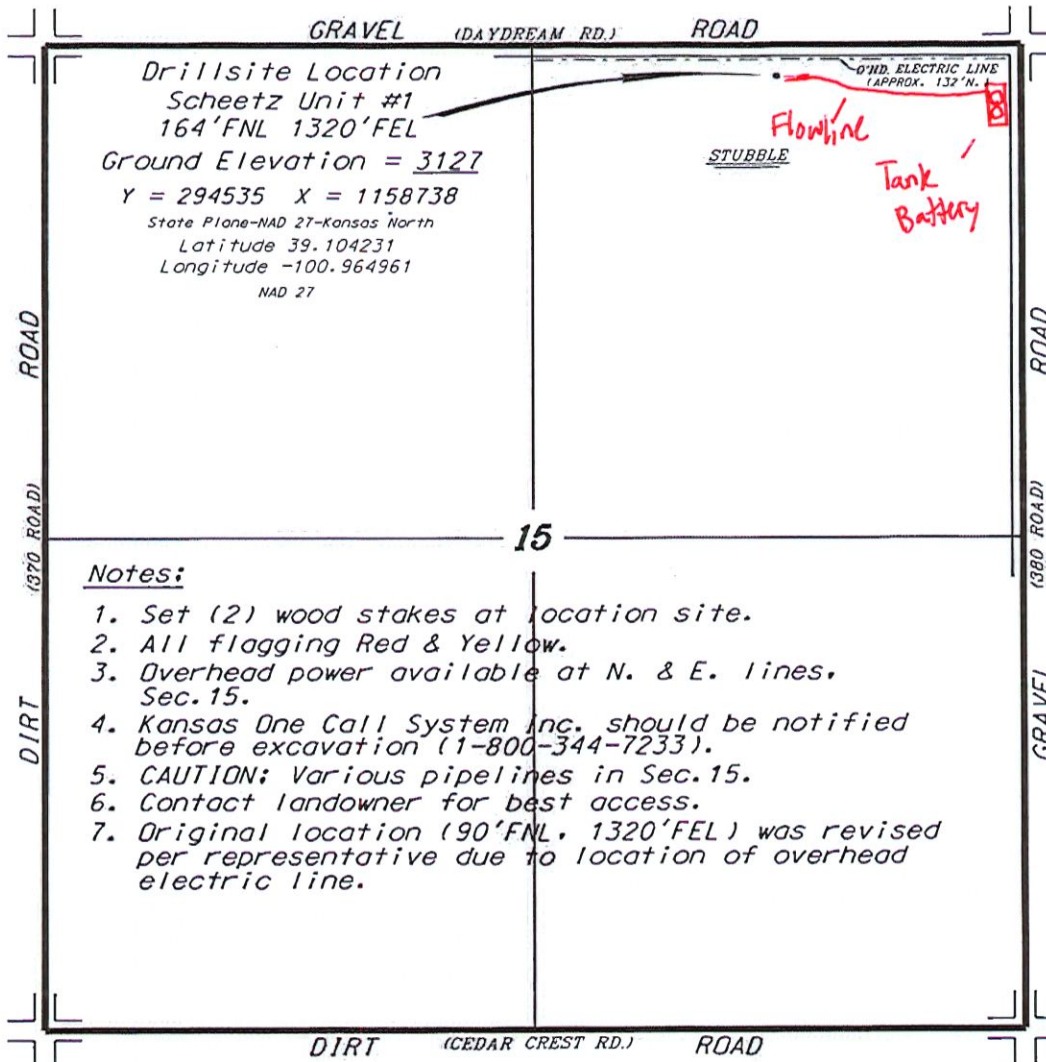 GRAVEL (DAYDREAM RD.) ROAD
Drillsite Location
Scheetz Unit #1
164'FNL 1320'FEL
Ground Elevation = 3127
Y = 294535 X = 1158738
State Plane-NAD 27-Kansas North
Latitude 39.104231
Longitude -100.964961
NAD 27
O'HD. ELECTRIC LINE
(APPROX. 132'N.)
Flowline
STUBBLE
Tank
Battery
DIRT (370 ROAD) ROAD
GRAVEL (380 ROAD) ROAD
15
Notes:
1. Set (2) wood stakes at location site.
2. All flagging Red & Yellow.
3. Overhead power available at N. & E. lines,
Sec.15.
4. Kansas One Call System inc. should be notified
before excavation (1-800-344-7233).
5. CAUTION: Various pipelines in Sec.15.
6. Contact landowner for best access.
7. Original location (90'FNL, 1320'FEL) was revised
per representative due to location of overhead
electric line.
DIRT (CEDAR CREST RD.) ROAD